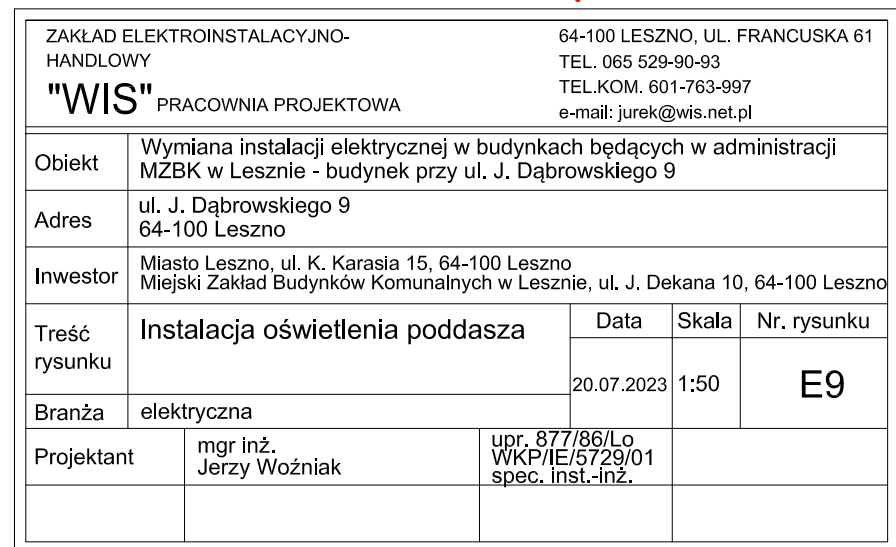 ZAKŁAD ELEKTROINSTALACYJNO-
HANDLOWY
"WIS" PRACOWNIA PROJEKTOWA
64-100 LESZNO, UL. FRANCUSKA 61
TEL. 065 529-90-93
TEL.KOM. 601-763-997
e-mail: jurek@wis.net.pl
Obiekt
Wymiana instalacji elektrycznej w budynkach będących w administracji
MZBK w Lesznie - budynek przy ul. J. Dąbrowskiego 9
Adres
ul. J. Dąbrowskiego 9
64-100 Leszno
Inwestor
Miasto Leszno, ul. K. Karasia 15, 64-100 Leszno
Miejski Zakład Budynków Komunalnych w Lesznie, ul. J. Dekana 10, 64-100 Leszno
Treść
rysunku
Instalacja oświetlenia poddasza
Data
Skala
Nr. rysunku
20.07.2023
1:50
E9
Branża
elektryczna
Projektant
mgr inż.
Jerzy Woźniak
upr. 877/86/Lo
WKP/IE/5729/01
spec. inst.-inż.